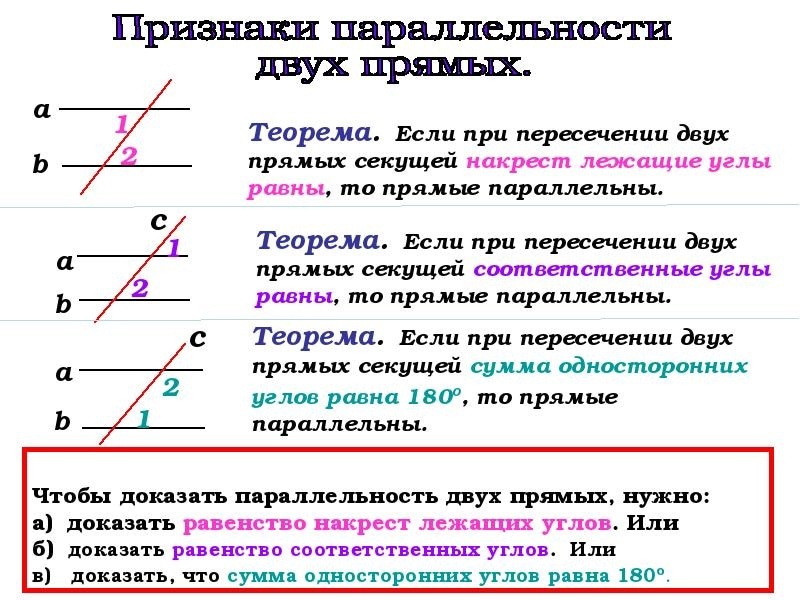 Признаки параллельности
двух прямых.
a
1
2
b
Теорема. Если при пересечении двух
прямых секущей накрест лежащие углы
равны, то прямые параллельны.
c
1
a
2
b
Теорема. Если при пересечении двух
прямых секущей соответственные углы
равны, то прямые параллельны.
c
a
2
b
1
Теорема. Если при пересечении двух
прямых секущей сумма односторонних
углов равна 180º, то прямые
параллельны.
Чтобы доказать параллельность двух прямых, нужно:
а) доказать равенство накрест лежащих углов. Или
б) доказать равенство соответственных углов. Или
в) доказать, что сумма односторонних углов равна 180º.